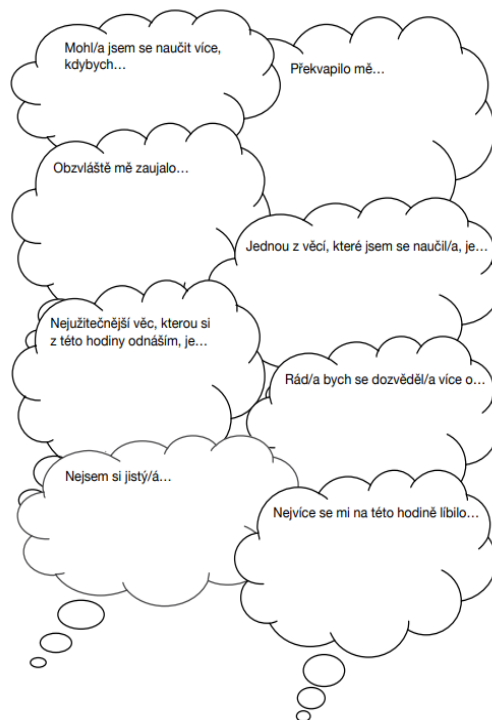 Mohl/a jsem se naučit více,
kdybych…
Překvapilo mě…
Obzvláště mě zaujalo…
Jednou z věcí, které jsem se naučil/a, je…
Nejužitečnější věc, kterou si
z této hodiny odnáším, je…
Rád/a bych se dozvěděl/a více o…
Nejsem si jistý/á…
Nejvíce se mi na této hodině líbilo…